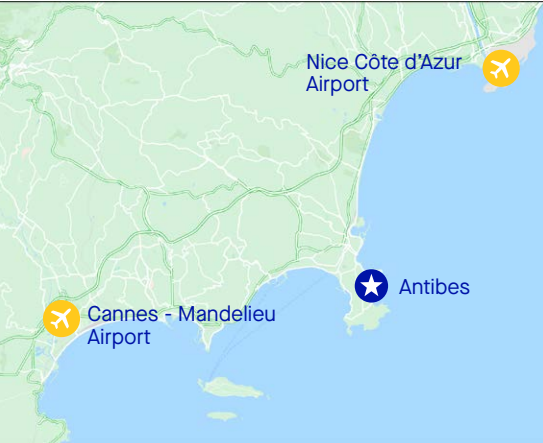 Nice Côte d'Azur
Airport
Antibes
Cannes - Mandelieu
Airport